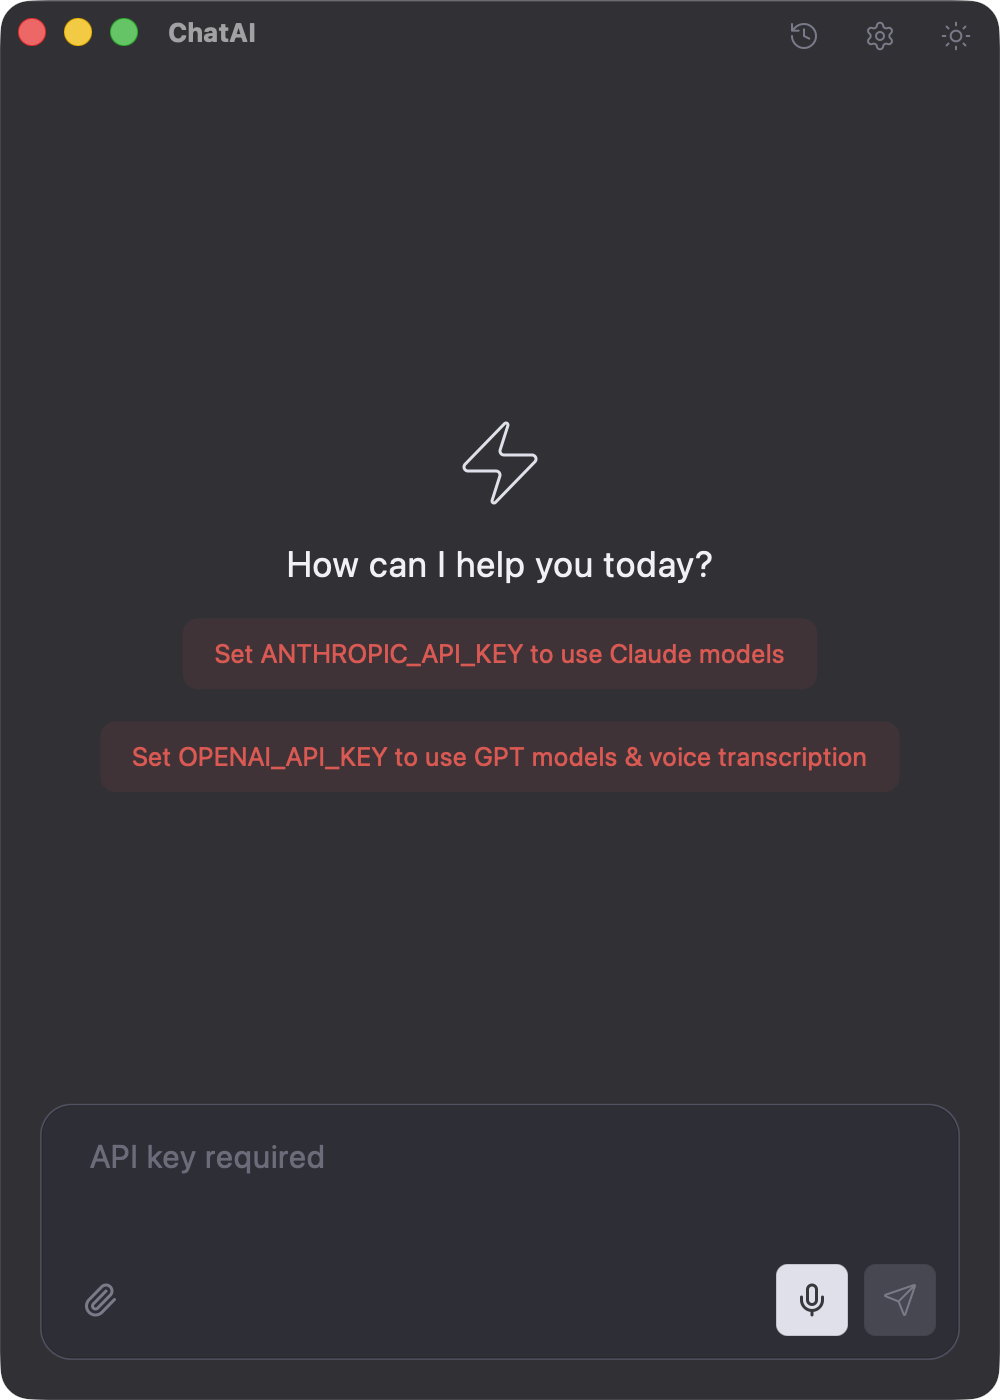 ChatAI
How can I help you today?
Set ANTHROPIC_API_KEY to use Claude models
Set OPENAI_API_KEY to use GPT models & voice transcription
API key required